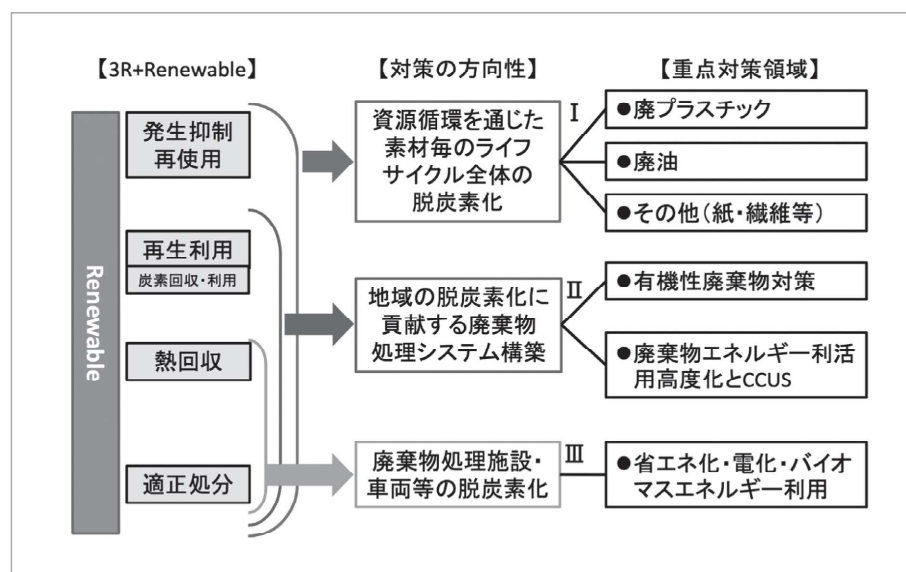 【3R+Renewable】
【対策の方向性】
【重点対策領域】
Renewable
発生抑制
再使用
再生利用
炭素回収・利用
熱回収
適正処分
資源循環を通じた
素材毎のライフ
サイクル全体の
脱炭素化
Ⅰ
●廃プラスチック
●廃油
●その他（紙・繊維等）
地域の脱炭素化に
貢献する廃棄物
処理システム構築
Ⅱ
●有機性廃棄物対策
●廃棄物エネルギー利活
用高度化とCCUS
廃棄物処理施設・
車両等の脱炭素化
Ⅲ
●省エネ化・電化・バイオ
マスエネルギー利用